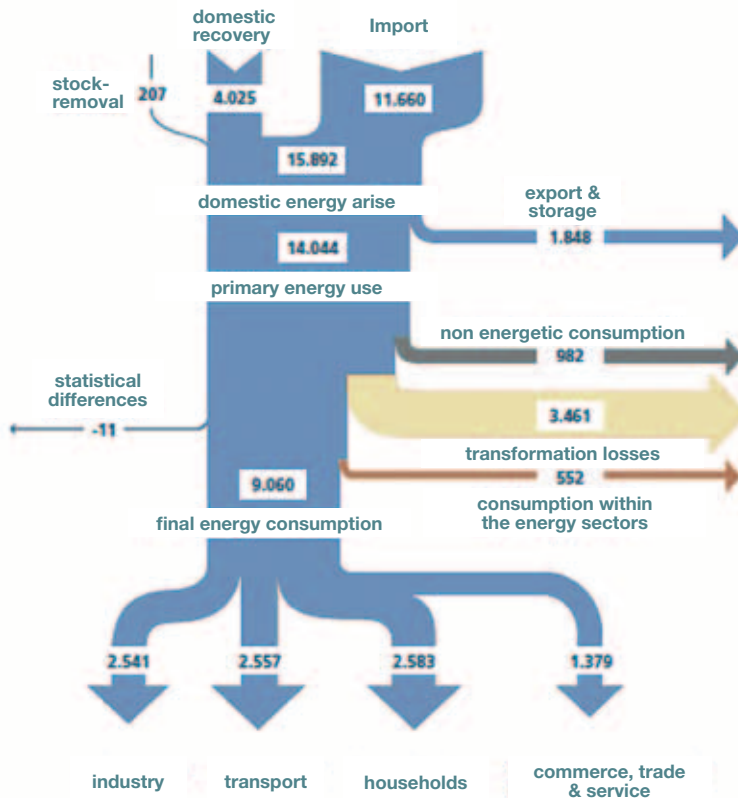 domestic
recovery
Import
stock-
removal
207
4.025
11.660
15.892
domestic energy arise
export &
storage
1.848
14.044
primary energy use
non energetic consumption
982
statistical
differences
-11
3.461
transformation losses
552
9.060
consumption within
the energy sectors
final energy consumption
2.541
2.557
2.583
1.379
industry
transport
households
commerce, trade
& service